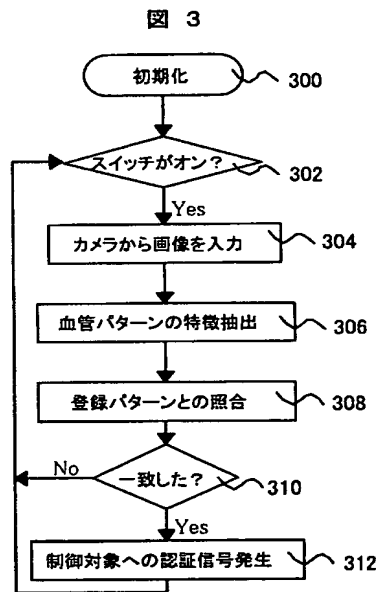 図 3
初期化
300
スイッチがオン？
302
Yes
カメラから画像を入力
304
血管パターンの特徴抽出
306
登録パターンとの照合
308
No
一致した？
310
Yes
制御対象への認証信号発生
312